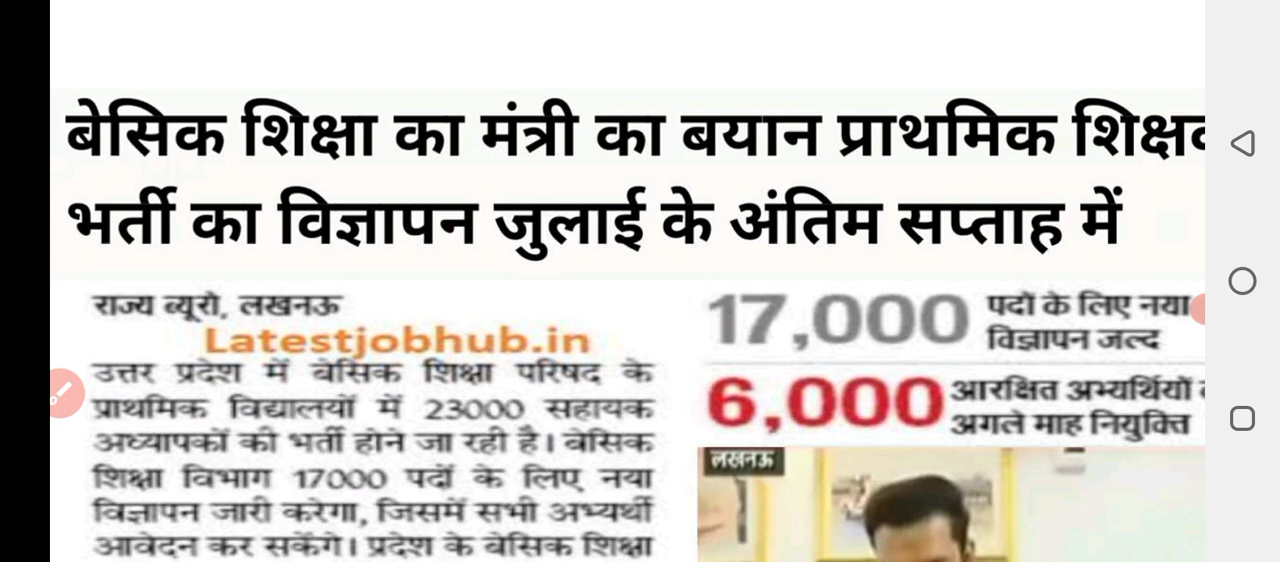 बेसिक शिक्षा का मंत्री का बयान प्राथमिक
भर्ती का विज्ञापन जुलाई के अंतिम सप्ताह में
राज्य ब्यूरो, लखनऊ
Latestjobhub.in
उत्तर प्रदेश में बेसिक शिक्षा परिषद के
प्राथमिक विद्यालयों में 23000 सहायक
अध्यापकों की भर्ती होने जा रही है। बेसिक
शिक्षा विभाग 17000 पदों के लिए नया
विज्ञापन जारी करेगा, जिसमें सभी अभ्यर्थी
आवेदन कर सकेंगे। प्रदेश के बेसिक शिक्षा
17,000 पदों के लिए नया
विज्ञापन जल्द
6,000 आरक्षित अभ्यर्थियों
अगले माह नियुक्ति
लखनऊ